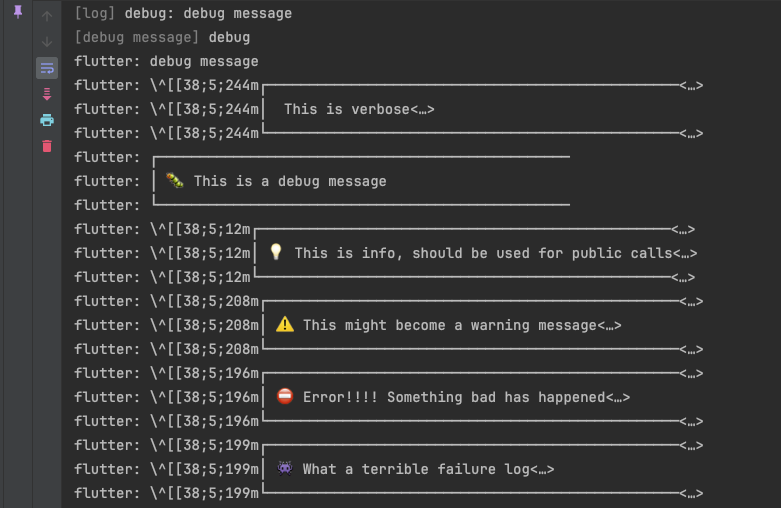 [log] debug: debug message
[debug message] debug
flutter: debug message
flutter: \^[[38;5;244m┌────────────────────────────────────────────────<…>
flutter: \^[[38;5;244m│  This is verbose<…>
flutter: \^[[38;5;244m└────────────────────────────────────────────────<…>
flutter: ┌────────────────────────────────────────────────
flutter: │ 🐛 This is a debug message
flutter: └────────────────────────────────────────────────
flutter: \^[[38;5;12m┌────────────────────────────────────────────────<…>
flutter: \^[[38;5;12m│ 💡 This is info, should be used for public calls<…>
flutter: \^[[38;5;12m└────────────────────────────────────────────────<…>
flutter: \^[[38;5;208m┌────────────────────────────────────────────────<…>
flutter: \^[[38;5;208m│ ⚠️ This might become a warning message<…>
flutter: \^[[38;5;208m└────────────────────────────────────────────────<…>
flutter: \^[[38;5;196m┌────────────────────────────────────────────────<…>
flutter: \^[[38;5;196m│ ⛔ Error!!!! Something bad has happened<…>
flutter: \^[[38;5;196m└────────────────────────────────────────────────<…>
flutter: \^[[38;5;199m┌────────────────────────────────────────────────<…>
flutter: \^[[38;5;199m│ 👾 What a terrible failure log<…>
flutter: \^[[38;5;199m└────────────────────────────────────────────────<…>